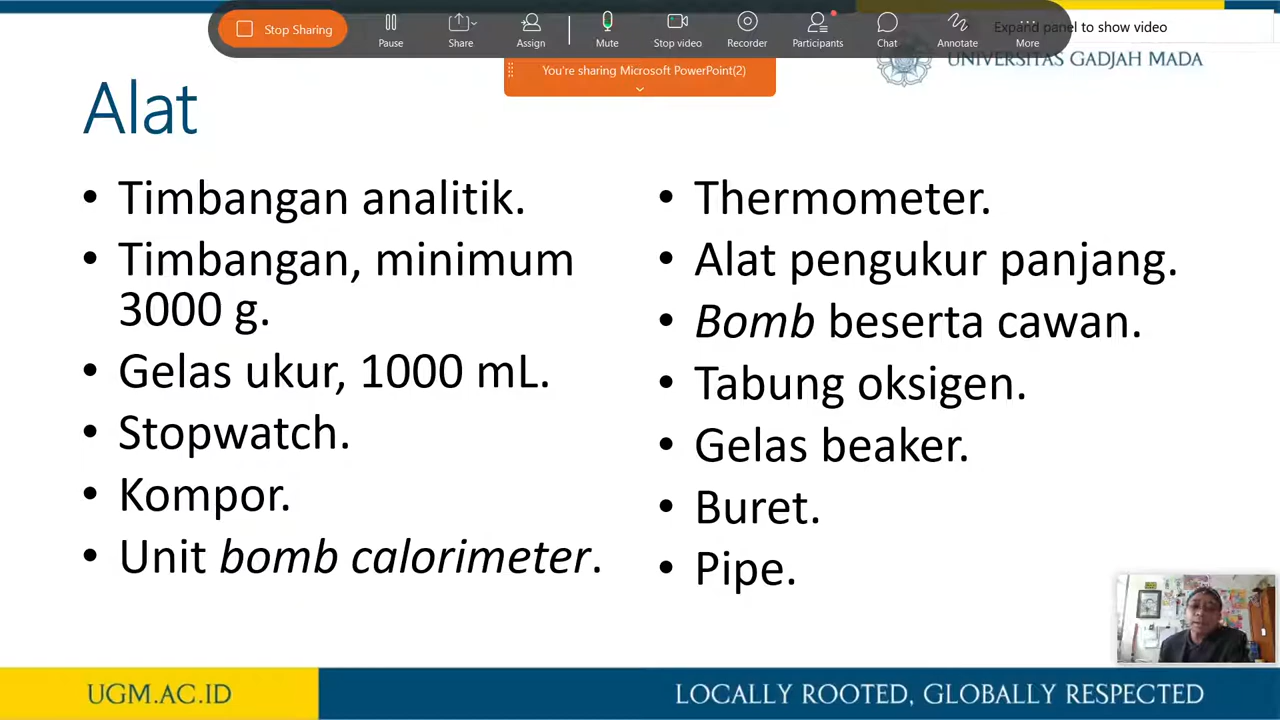 Stop Sharing
Pause
Share
Assign
Mute
Stop video
Recorder
Participants
Chat
Annotate
More
Expand panel to show video
You're sharing Microsoft PowerPoint(2)
UNIVERSITAS GADJAH MADA
Alat
• Timbangan analitik.
• Timbangan, minimum
3000 g.
• Gelas ukur, 1000 mL.
• Stopwatch.
• Kompor.
• Unit bomb calorimeter.
• Thermometer.
• Alat pengukur panjang.
• Bomb beserta cawan.
• Tabung oksigen.
• Gelas beaker.
• Buret.
• Pipe.
UGM.AC.ID
LOCALLY ROOTED, GLOBALLY RESPECTED